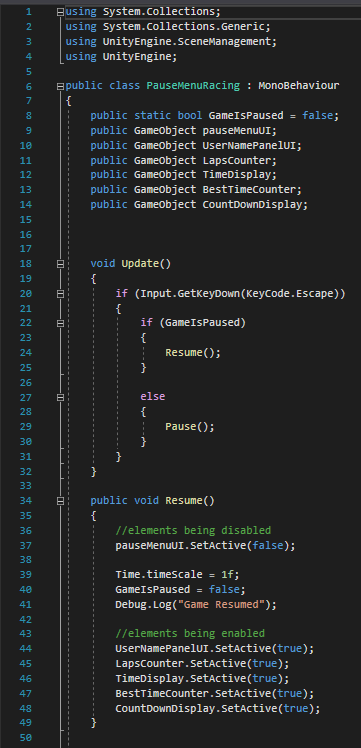 1 using System.Collections;
2 using System.Collections.Generic;
3 using UnityEngine.SceneManagement;
4 using UnityEngine;
5
6 public class PauseMenuRacing : MonoBehaviour
7 {
8     public static bool GameIsPaused = false;
9     public GameObject pauseMenuUI;
10     public GameObject UserNamePanelUI;
11     public GameObject LapsCounter;
12     public GameObject TimeDisplay;
13     public GameObject BestTimeCounter;
14     public GameObject CountDownDisplay;
15
16
17
18     void Update()
19     {
20         if (Input.GetKeyDown(KeyCode.Escape))
21         {
22             if (GameIsPaused)
23             {
24                 Resume();
25             }
26
27             else
28             {
29                 Pause();
30             }
31         }
32     }
33
34     public void Resume()
35     {
36         //elements being disabled
37         pauseMenuUI.SetActive(false);
38
39         Time.timeScale = 1f;
40         GameIsPaused = false;
41         Debug.Log("Game Resumed");
42
43         //elements being enabled
44         UserNamePanelUI.SetActive(true);
45         LapsCounter.SetActive(true);
46         TimeDisplay.SetActive(true);
47         BestTimeCounter.SetActive(true);
48         CountDownDisplay.SetActive(true);
49     }
50